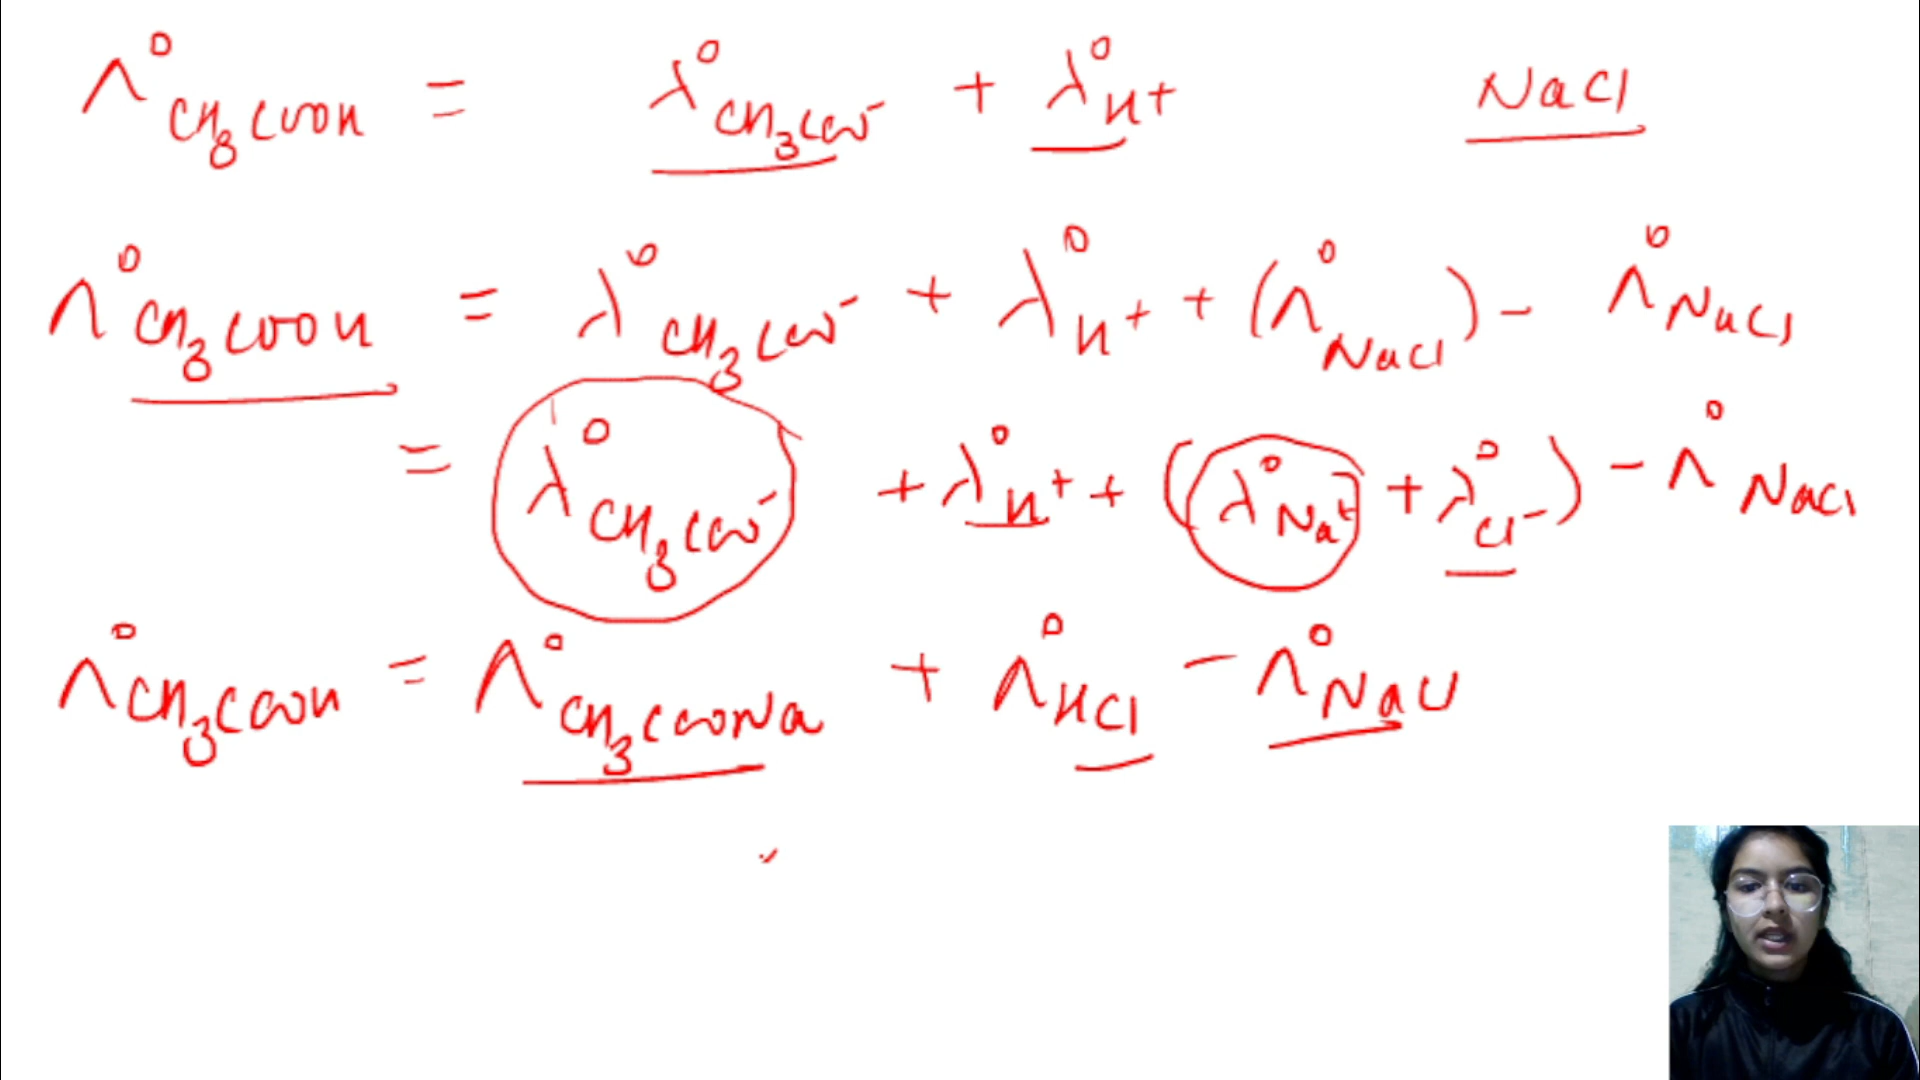 Λ°CH₃COOH = λ°CH₃COO⁻ + λ°H⁺ NaCl
Λ°CH₃COOH = λ°CH₃COO⁻ + λ°H⁺ + (Λ°NaCl) - Λ°NaCl
= λ°CH₃COO⁻ + λ°H⁺ + (λ°Na⁺ + λ°Cl⁻) - Λ°NaCl
Λ°CH₃COOH = Λ°CH₃COONa + Λ°HCl - Λ°NaCl